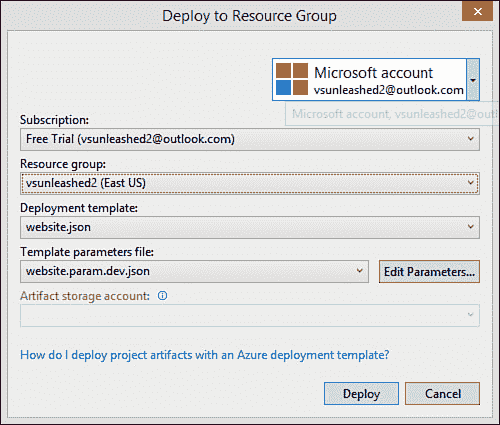 Deploy to Resource Group
Microsoft account
vsunleashed2@outlook.com
Microsoft account, vsunleashed2@outl
Subscription:
Free Trial (vsunleashed2@outlook.com)
Resource group:
vsunleashed2 (East US)
Deployment template:
website.json
Template parameters file:
website.param.dev.json
Edit Parameters...
Artifact storage account:
How do I deploy project artifacts with an Azure deployment template?
Deploy
Cancel